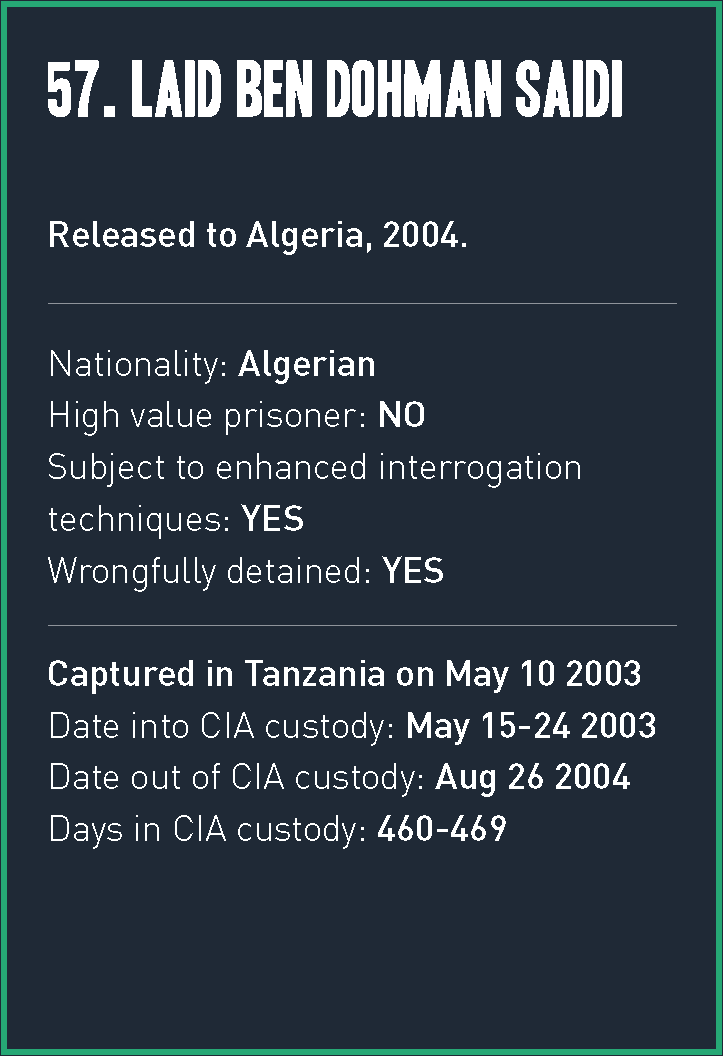 57. LAID BEN DOHMAN SAIDI
Released to Algeria, 2004.
Nationality: Algerian
High value prisoner: NO
Subject to enhanced interrogation
techniques: YES
Wrongfully detained: YES
Captured in Tanzania on May 10 2003
Date into CIA custody: May 15-24 2003
Date out of CIA custody: Aug 26 2004
Days in CIA custody: 460-469